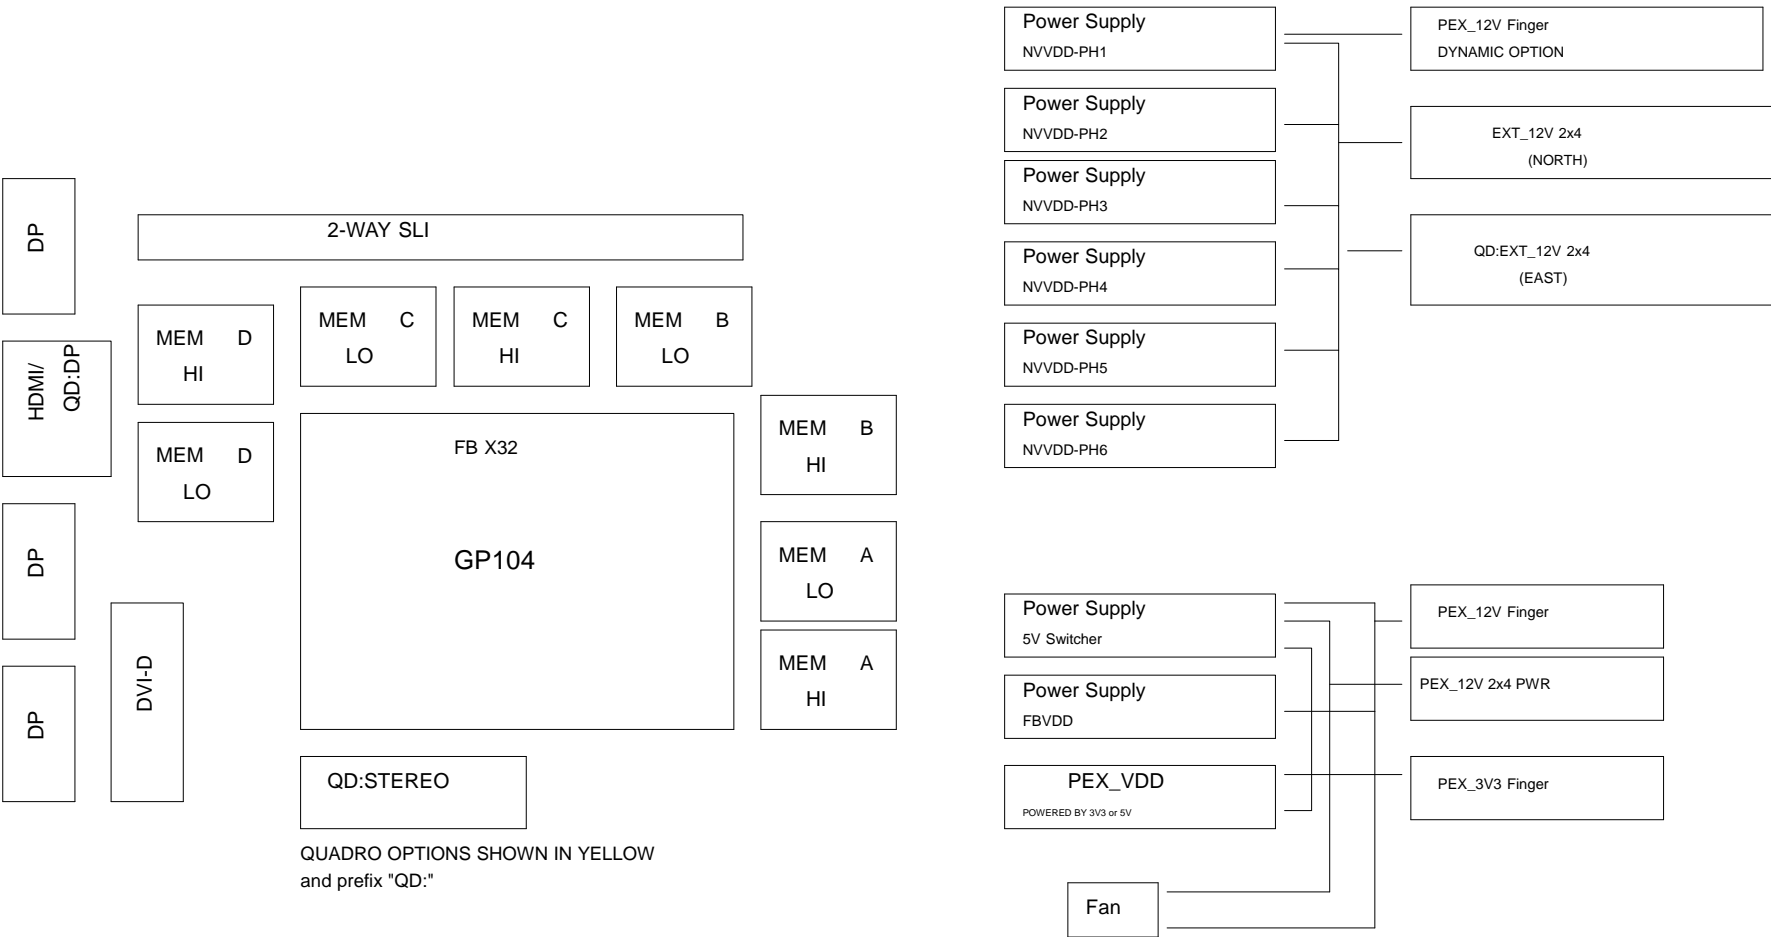 DP
HDMI/
QD:DP
DP
DP
DVI-D
2-WAY SLI
MEM D
HI
MEM D
LO
MEM C
LO
MEM C
HI
MEM B
LO
MEM B
HI
MEM A
LO
MEM A
HI
FB X32
GP104
QD:STEREO
QUADRO OPTIONS SHOWN IN YELLOW
and prefix "QD:"
Power Supply
NVVDD-PH1
Power Supply
NVVDD-PH2
Power Supply
NVVDD-PH3
Power Supply
NVVDD-PH4
Power Supply
NVVDD-PH5
Power Supply
NVVDD-PH6
PEX_12V Finger
DYNAMIC OPTION
EXT_12V 2x4
(NORTH)
QD:EXT_12V 2x4
(EAST)
Power Supply
5V Switcher
Power Supply
FBVDD
PEX_VDD
POWERED BY 3V3 or 5V
Fan
PEX_12V Finger
PEX_12V 2x4 PWR
PEX_3V3 Finger